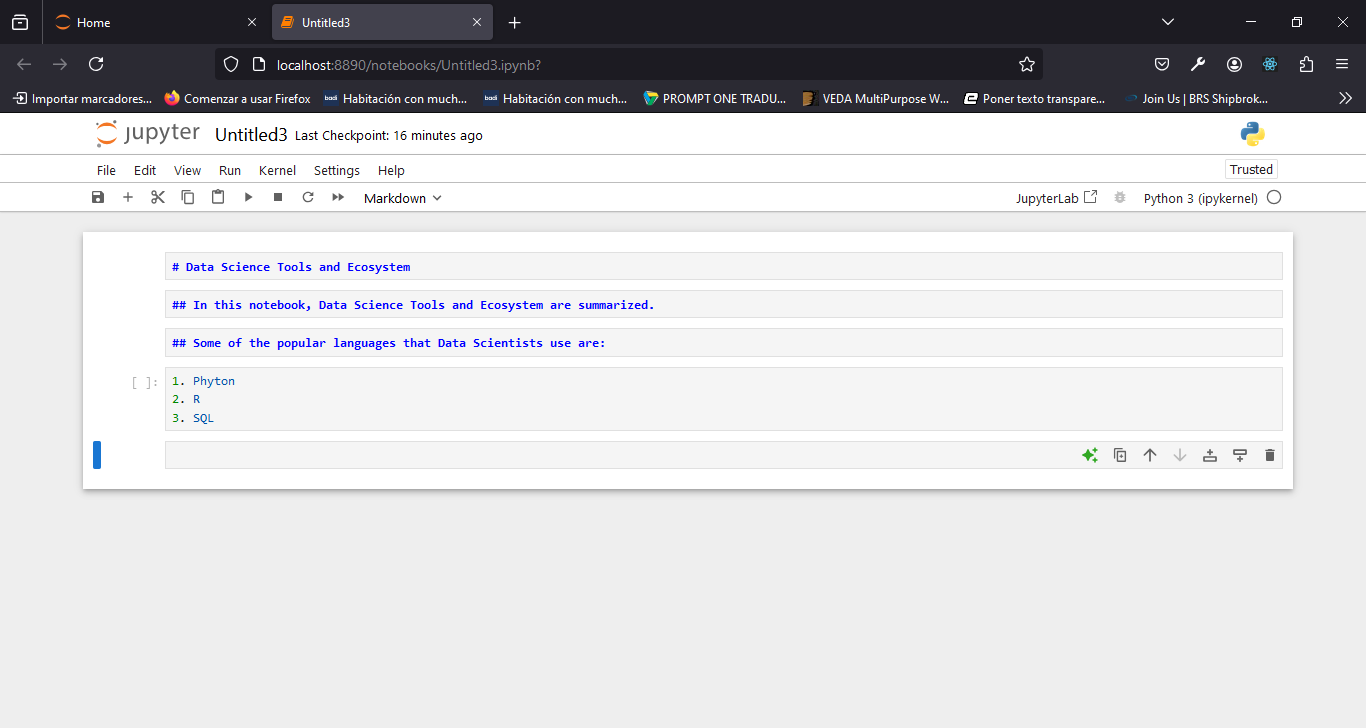 Home
Untitled3
localhost:8890/notebooks/Untitled3.ipynb?
Importar marcadores... Comenzar a usar Firefox badi Habitación con much... badi Habitación con much... PROMPT ONE TRADU... VEDA MultiPurpose W... Poner texto transpare... Join Us | BRS Shipbrok...
jupyter Untitled3 Last Checkpoint: 16 minutes ago
File Edit View Run Kernel Settings Help Trusted
Markdown JupyterLab Python 3 (ipykernel)
# Data Science Tools and Ecosystem
## In this notebook, Data Science Tools and Ecosystem are summarized.
## Some of the popular languages that Data Scientists use are:
[ ]: 1. Phyton
2. R
3. SQL